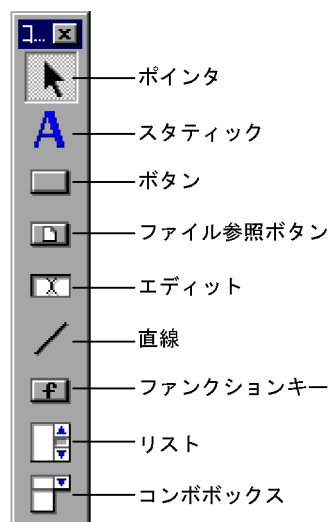 コ...
ポインタ
A
スタティック
ボタン
ファイル参照ボタン
エディット
直線
f
ファンクションキー
リスト
コンボボックス